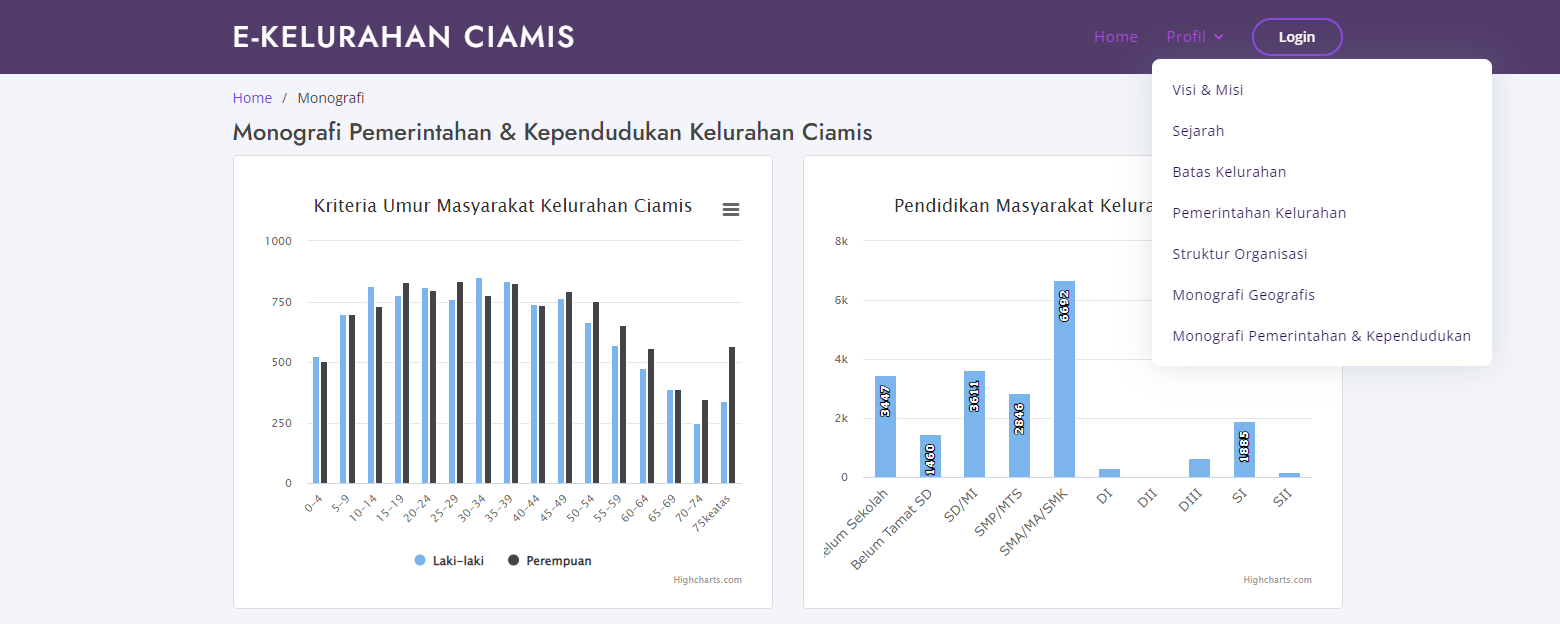 E-KELURAHAN CIAMIS
Home
Profil
Login
Visi & Misi
Sejarah
Batas Kelurahan
Pemerintahan Kelurahan
Struktur Organisasi
Monografi Geografis
Monografi Pemerintahan & Kependudukan
Home / Monografi
Monografi Pemerintahan & Kependudukan Kelurahan Ciamis
Kriteria Umur Masyarakat Kelurahan Ciamis
1000
750
500
250
0
0-4
5-9
10-14
15-19
20-24
25-29
30-34
35-39
40-44
45-49
50-54
55-59
60-64
65-69
70-74
75keatas
Laki-laki
Perempuan
Highcharts.com
Pendidikan Masyarakat
8k
6k
4k
2k
0
3447
1460
3611
2846
6692
1885
Sekolah
Belum Tamat SD
SD/MI
SMP/MTS
SMA/MA/SMK
DI
DII
DIII
SI
SII
Highcharts.com